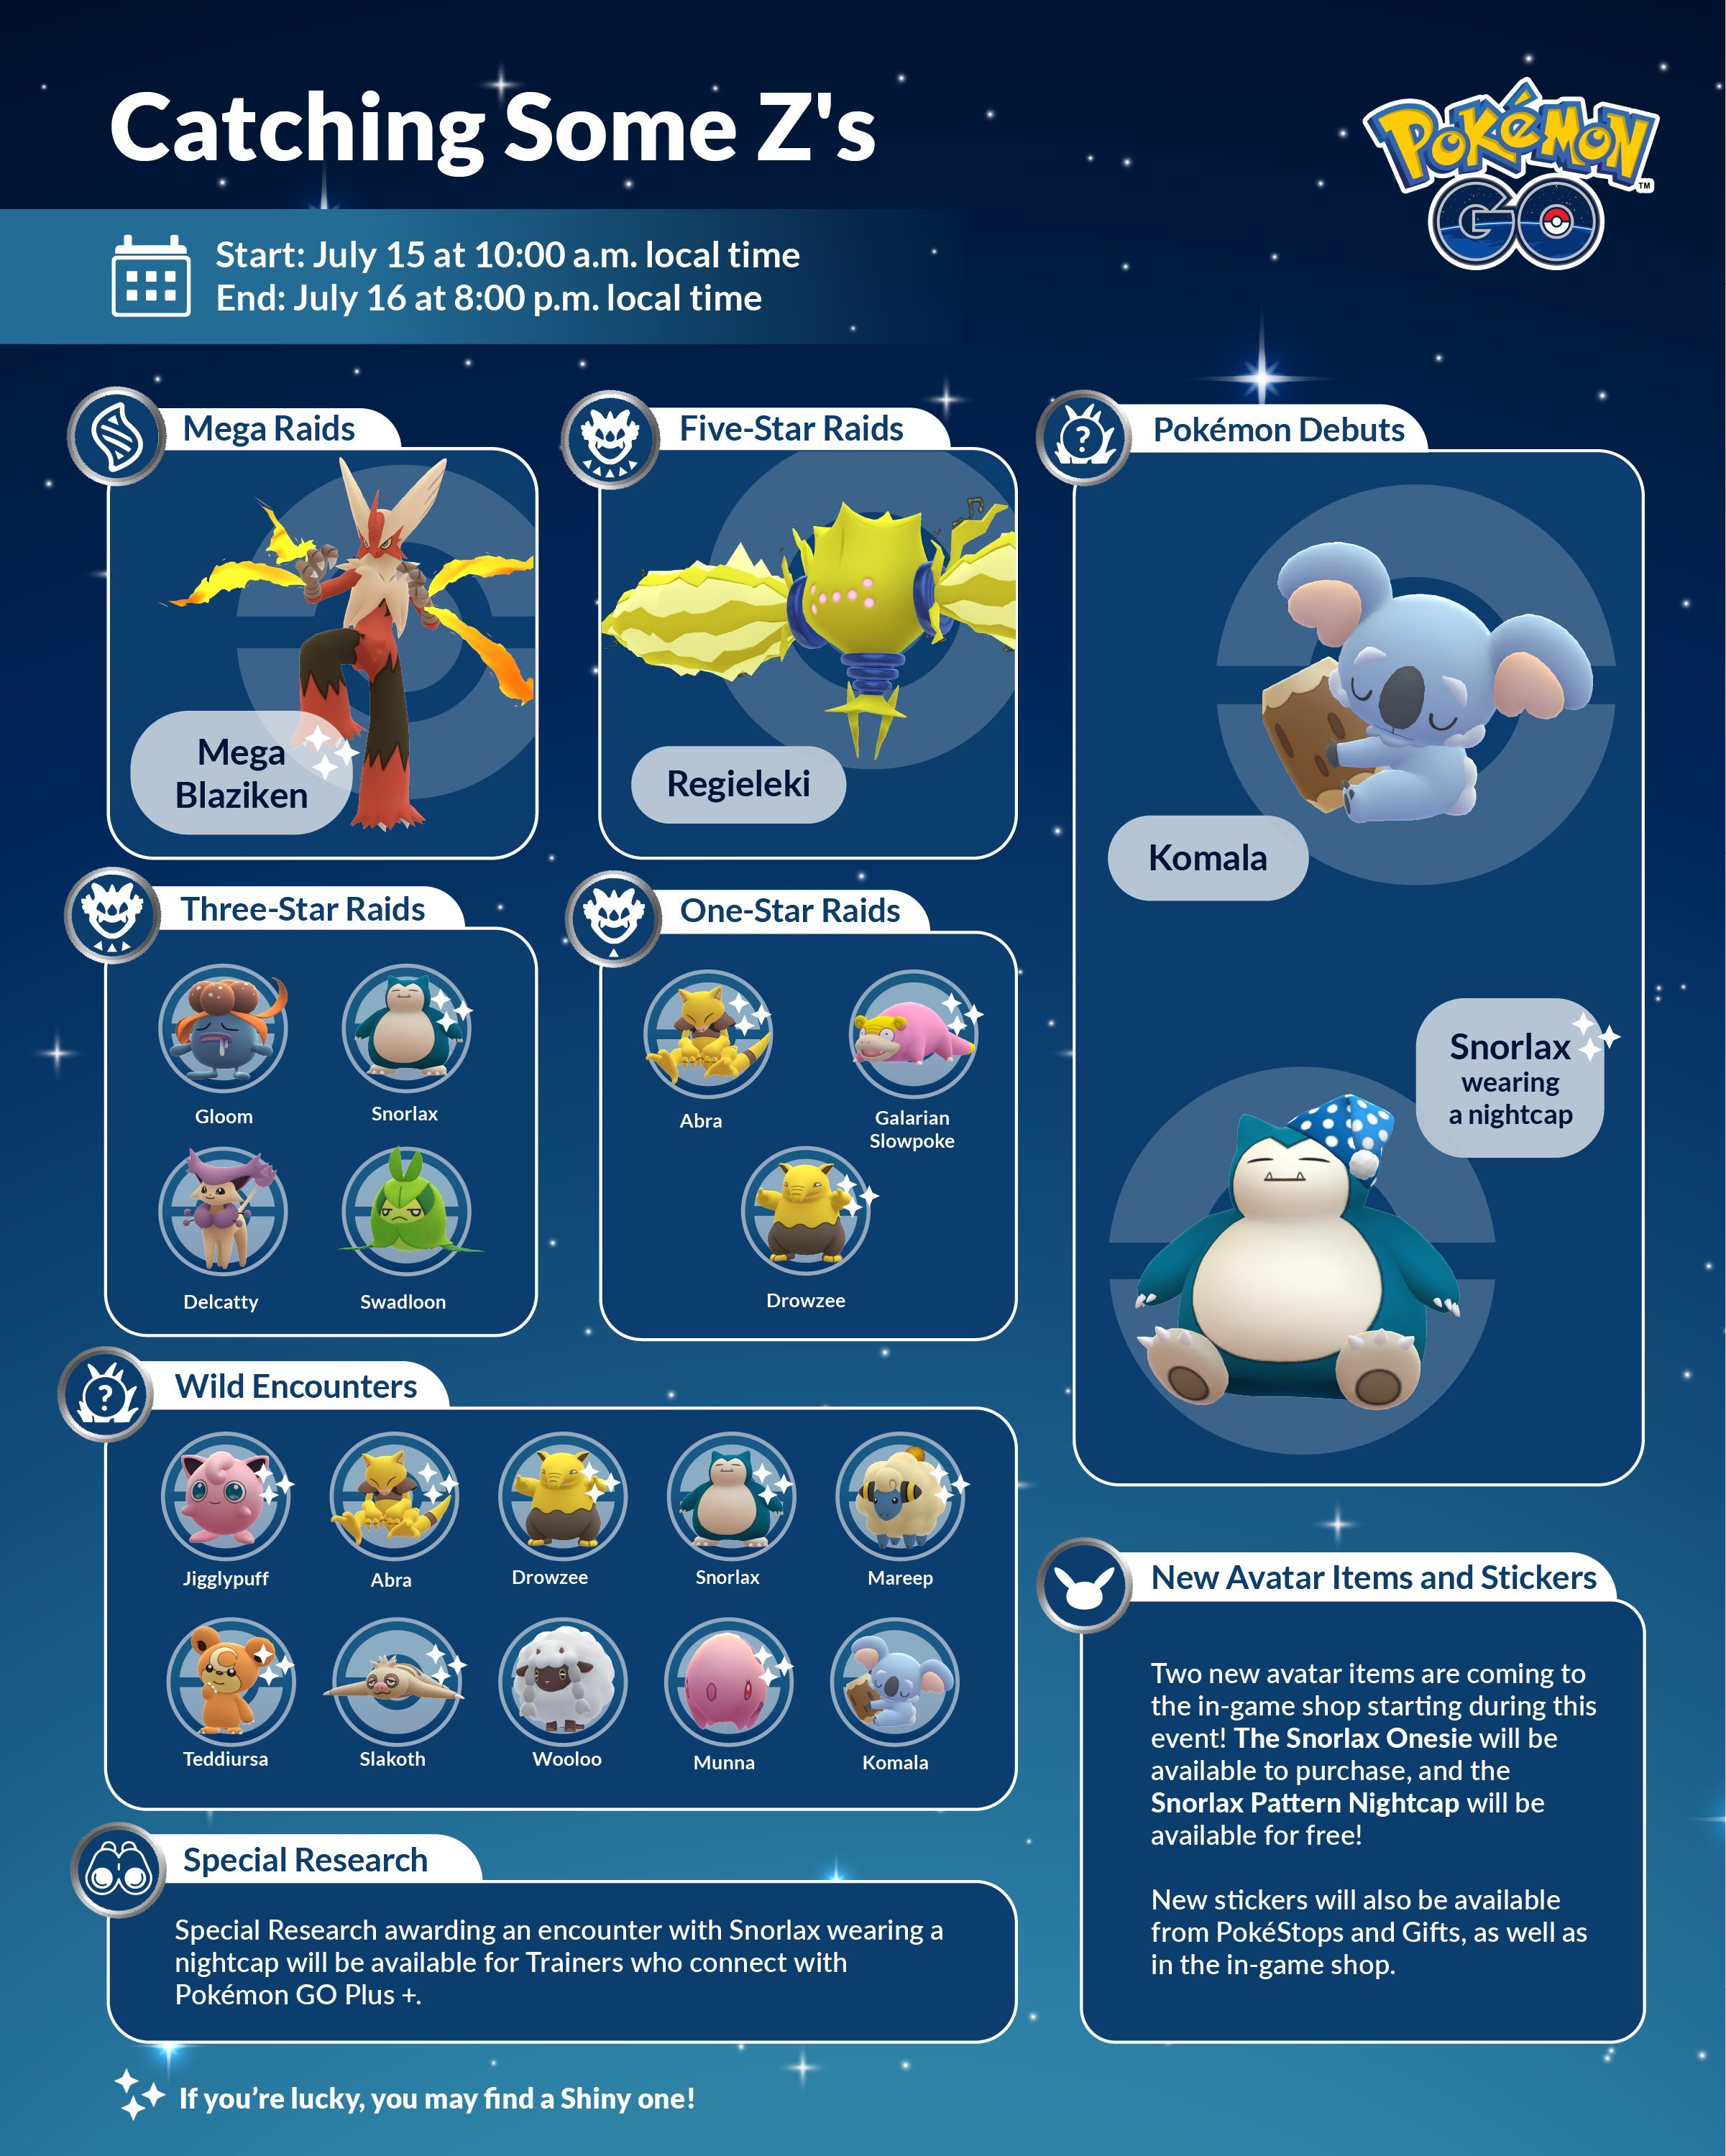 Catching Some Z's
POKéMON
TM
GO
Start: July 15 at 10:00 a.m. local time
End: July 16 at 8:00 p.m. local time
Mega Raids
Mega
Blaziken
Five-Star Raids
Regieleki
Pokémon Debuts
Komala
Snorlax
wearing
a nightcap
Three-Star Raids
Gloom
Snorlax
Delcatty
Swadloon
One-Star Raids
Abra
Galarian
Slowpoke
Drowzee
Wild Encounters
Jigglypuff
Abra
Drowzee
Snorlax
Mareep
Teddiursa
Slakoth
Wooloo
Munna
Komala
New Avatar Items and Stickers
Two new avatar items are coming to
the in-game shop starting during this
event! The Snorlax Onesie will be
available to purchase, and the
Snorlax Pattern Nightcap will be
available for free!
New stickers will also be available
from PokéStops and Gifts, as well as
in the in-game shop.
Special Research
Special Research awarding an encounter with Snorlax wearing a
nightcap will be available for Trainers who connect with
Pokémon GO Plus +.
If you’re lucky, you may find a Shiny one!